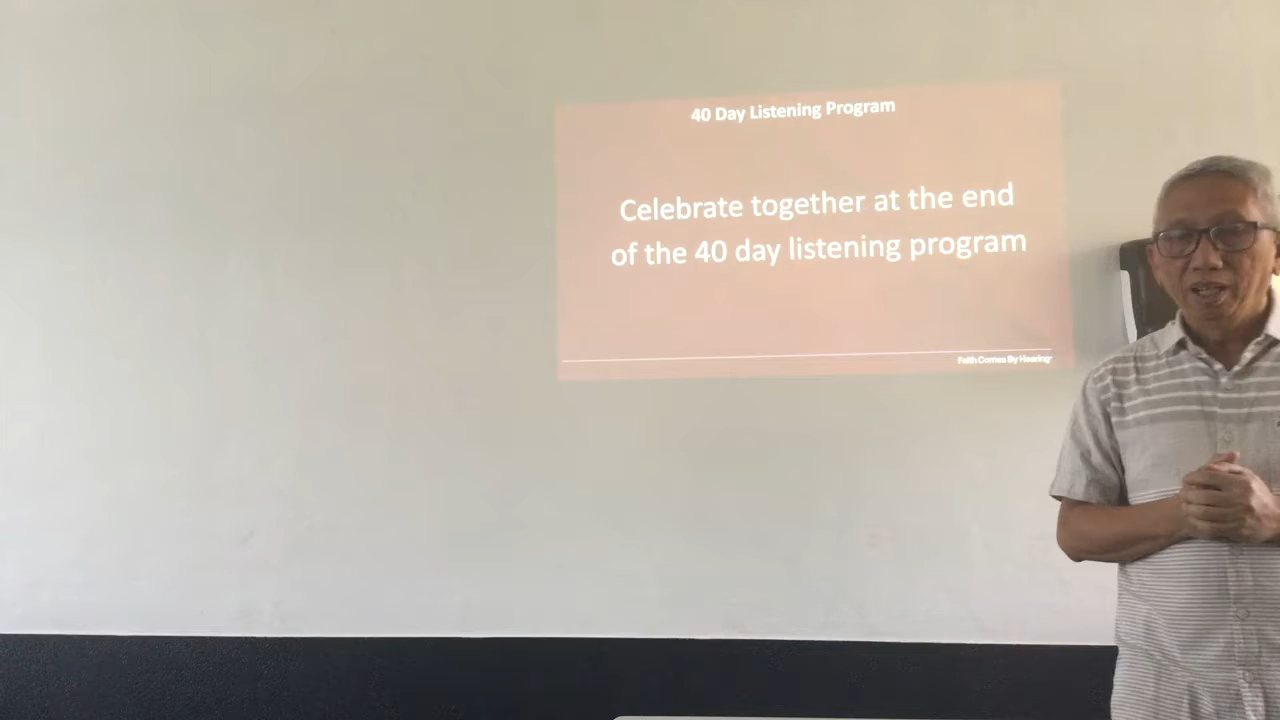 40 Day Listening Program
Celebrate together at the end
of the 40 day listening program
Faith Comes By Hearing